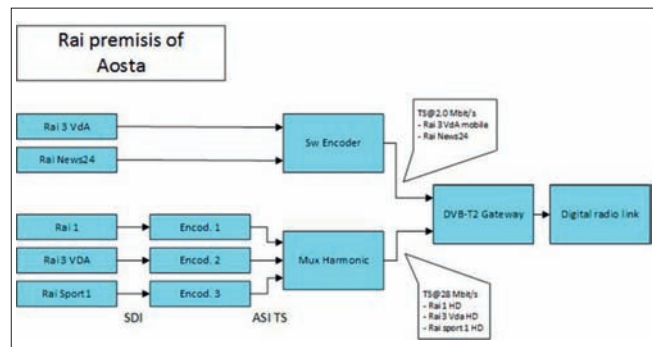 Rai premisis of
Aosta
Rai 3 VdA
Rai News24
Sw Encoder
TS@2.0 Mbit/s
- Rai 3 VdA mobile
- Rai News24
DVB-T2 Gateway
Digital radio link
Rai 1
Encod. 1
Rai 3 VDA
Encod. 2
Mux Harmonic
Rai Sport1
Encod. 3
SDI
ASI TS
TS@28 Mbit/s
- Rai 1 HD
- Rai 3 Vda HD
- Rai sport 1 HD